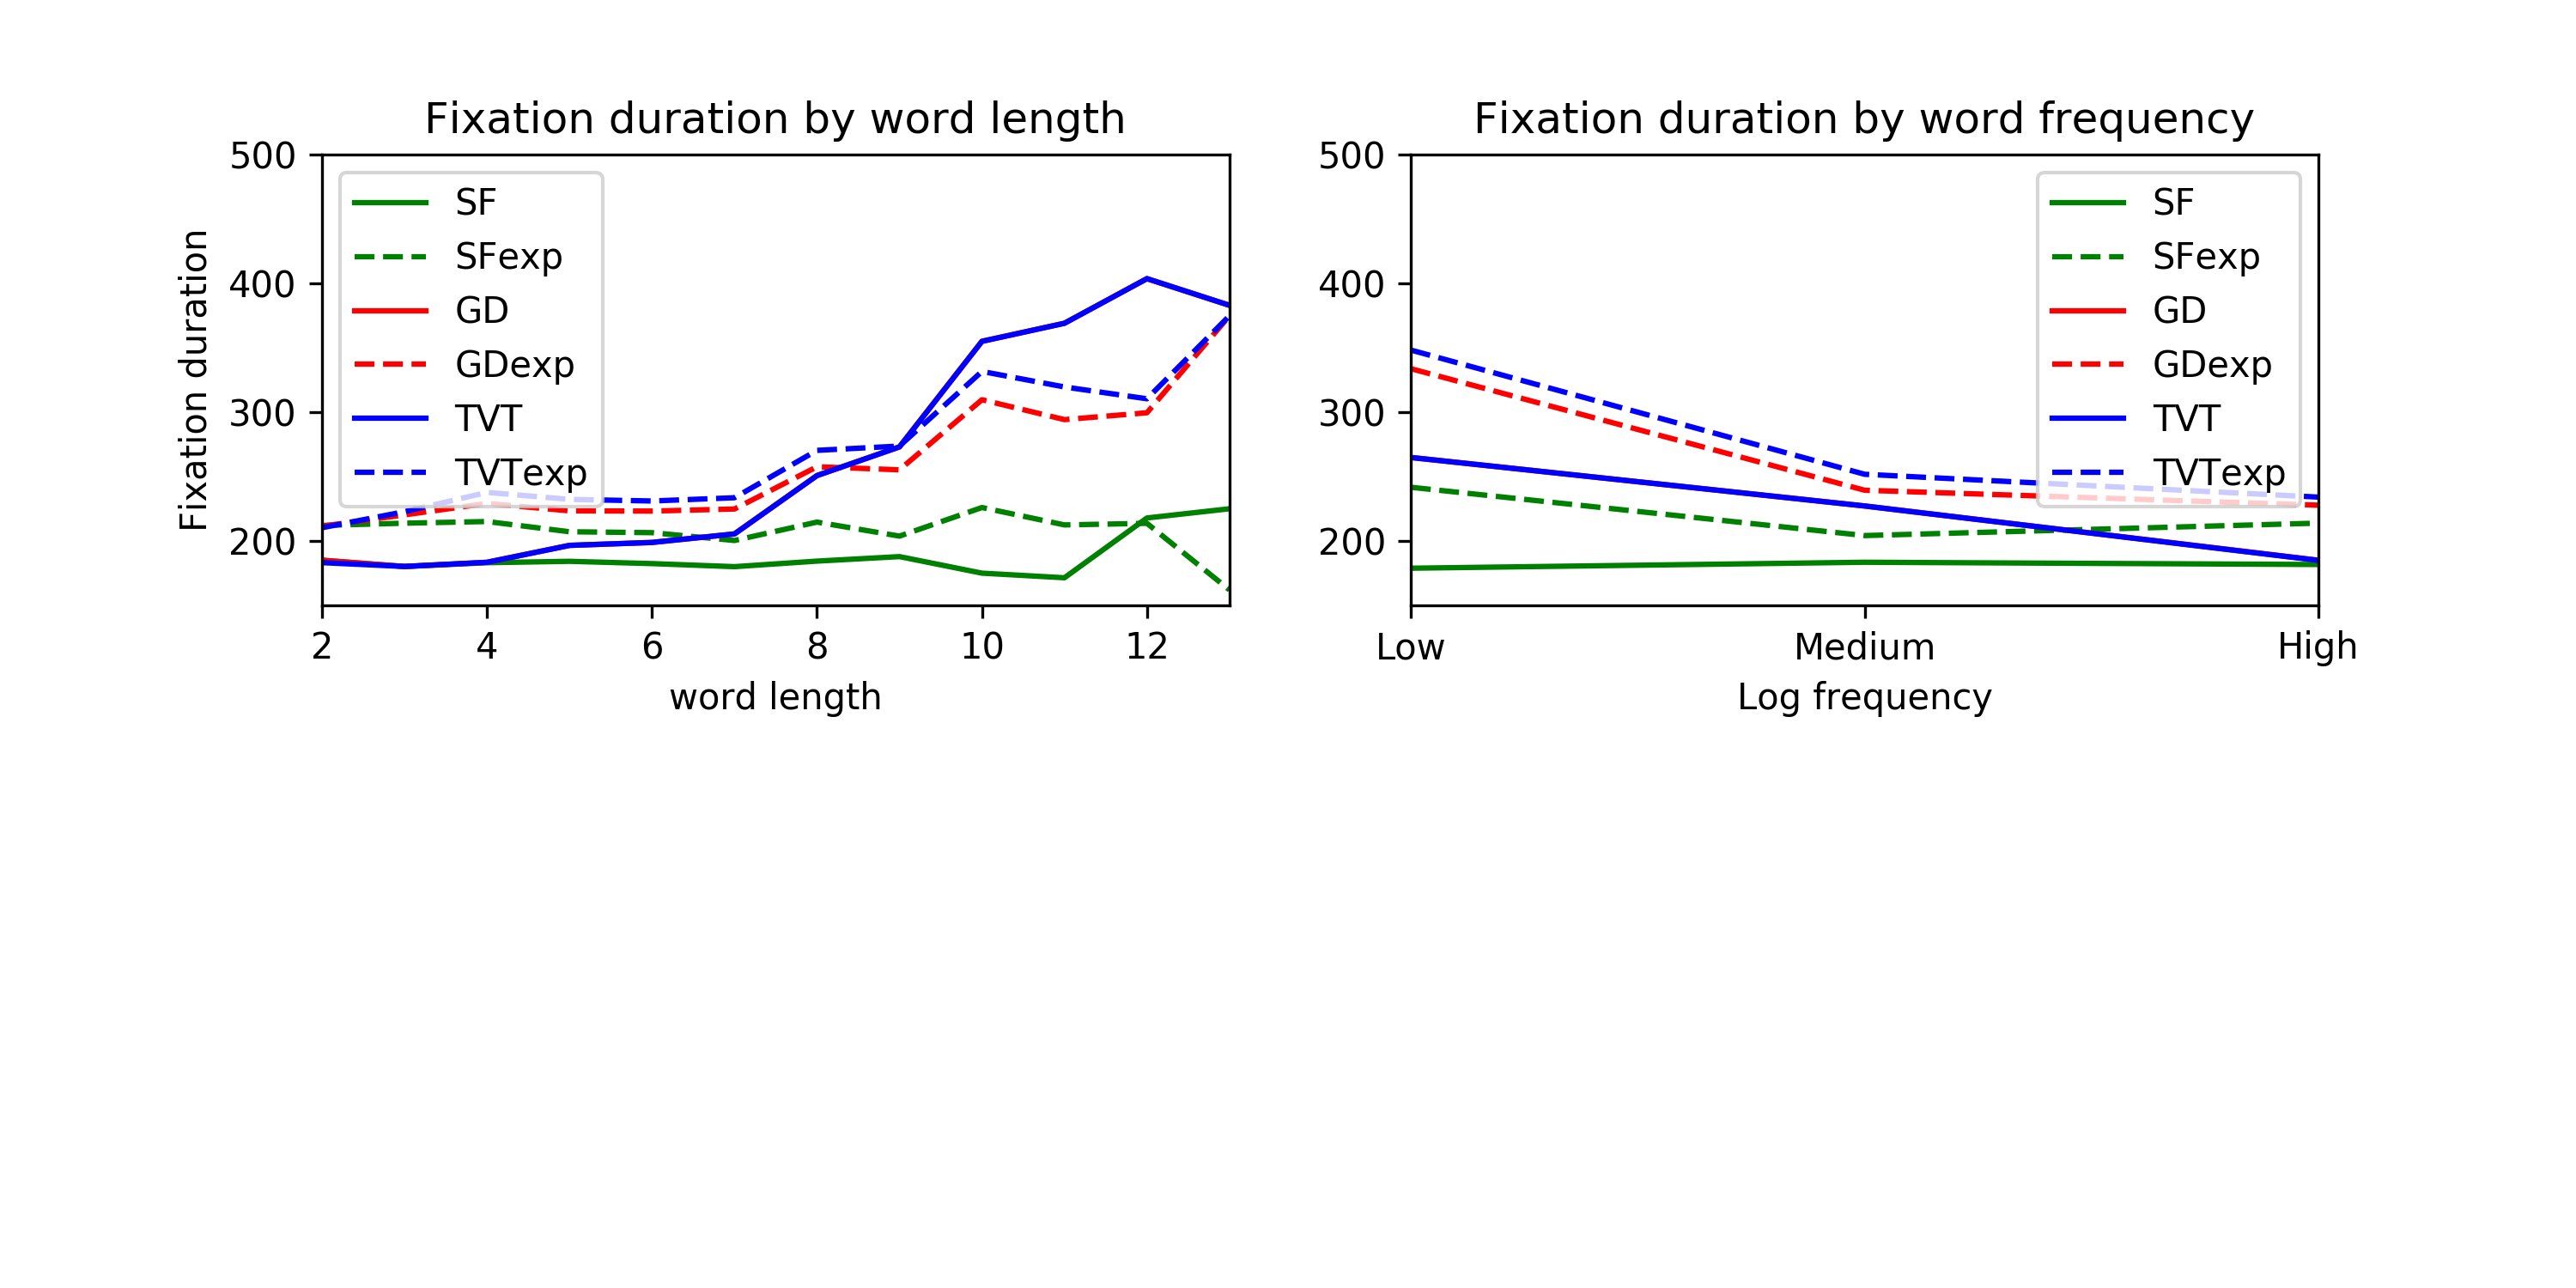 Fixation duration by word length
500
400
300
200
Fixation duration
SF
SFexp
GD
GDexp
TVT
TVTexp
2 4 6 8 10 12
word length
Fixation duration by word frequency
500
400
300
200
SF
SFexp
GD
GDexp
TVT
TVTexp
Low Medium High
Log frequency